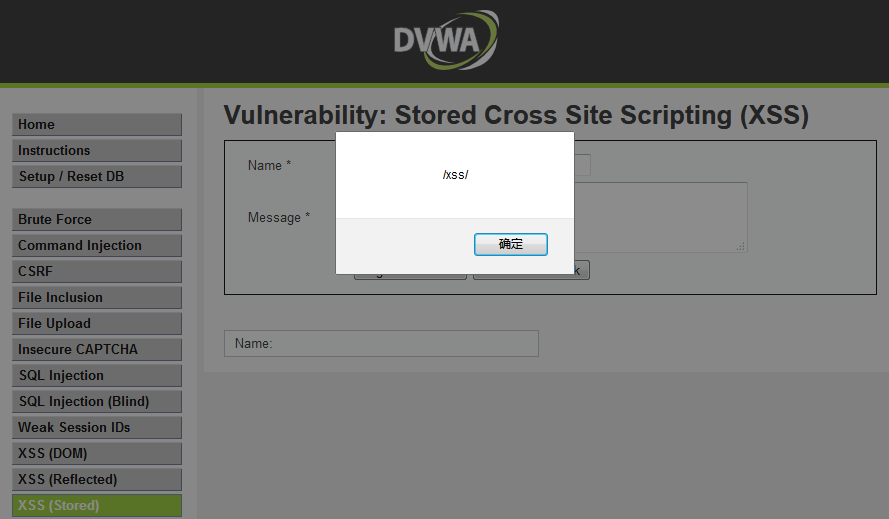 DVWA
Vulnerability: Stored Cross Site Scripting (XSS)
Home
Instructions
Setup / Reset DB
Brute Force
Command Injection
CSRF
File Inclusion
File Upload
Insecure CAPTCHA
SQL Injection
SQL Injection (Blind)
Weak Session IDs
XSS (DOM)
XSS (Reflected)
XSS (Stored)
Name *
Message *
/xss/
确定
Name: